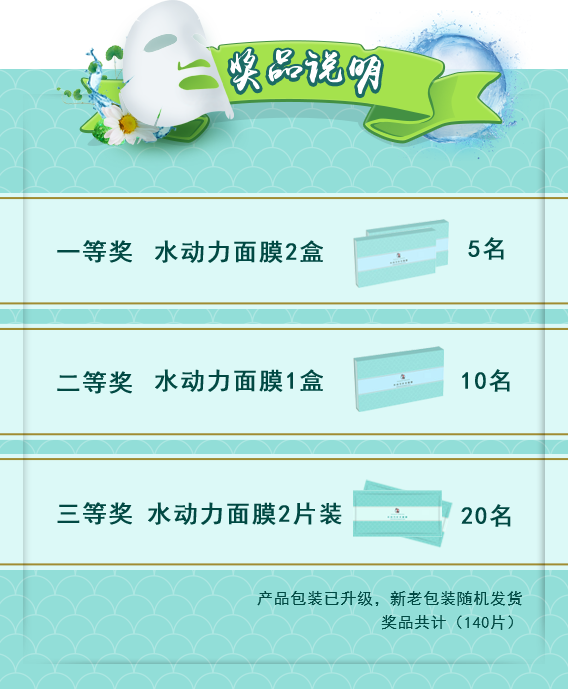 奖品说明
一等奖 水动力面膜2盒 5名
二等奖 水动力面膜1盒 10名
三等奖 水动力面膜2片装 20名
产品包装已升级，新老包装随机发货
奖品共计（140片）